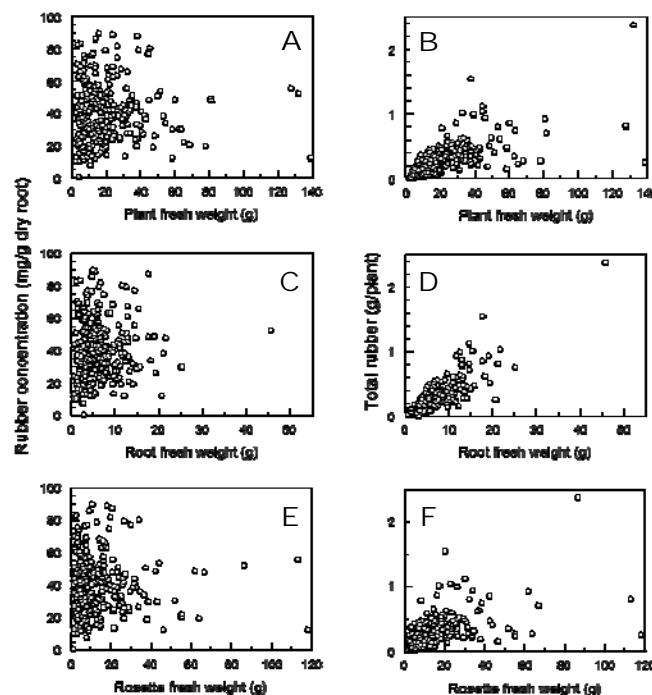 Rubber concentration (mg/g dry root)
Total rubber (g/plant)
A
100
80
60
40
20
0
0 20 40 60 80 100 120 140
Plant fresh weight (g)
B
2
1
0
0 20 40 60 80 100 120 140
Plant fresh weight (g)
C
100
80
60
40
20
0
0 10 20 30 40 50
Root fresh weight (g)
D
2
1
0
0 10 20 30 40 50
Root fresh weight (g)
E
100
80
60
40
20
0
0 20 40 60 80 100 120
Rosette fresh weight (g)
F
2
1
0
0 20 40 60 80 100 120
Rosette fresh weight (g)